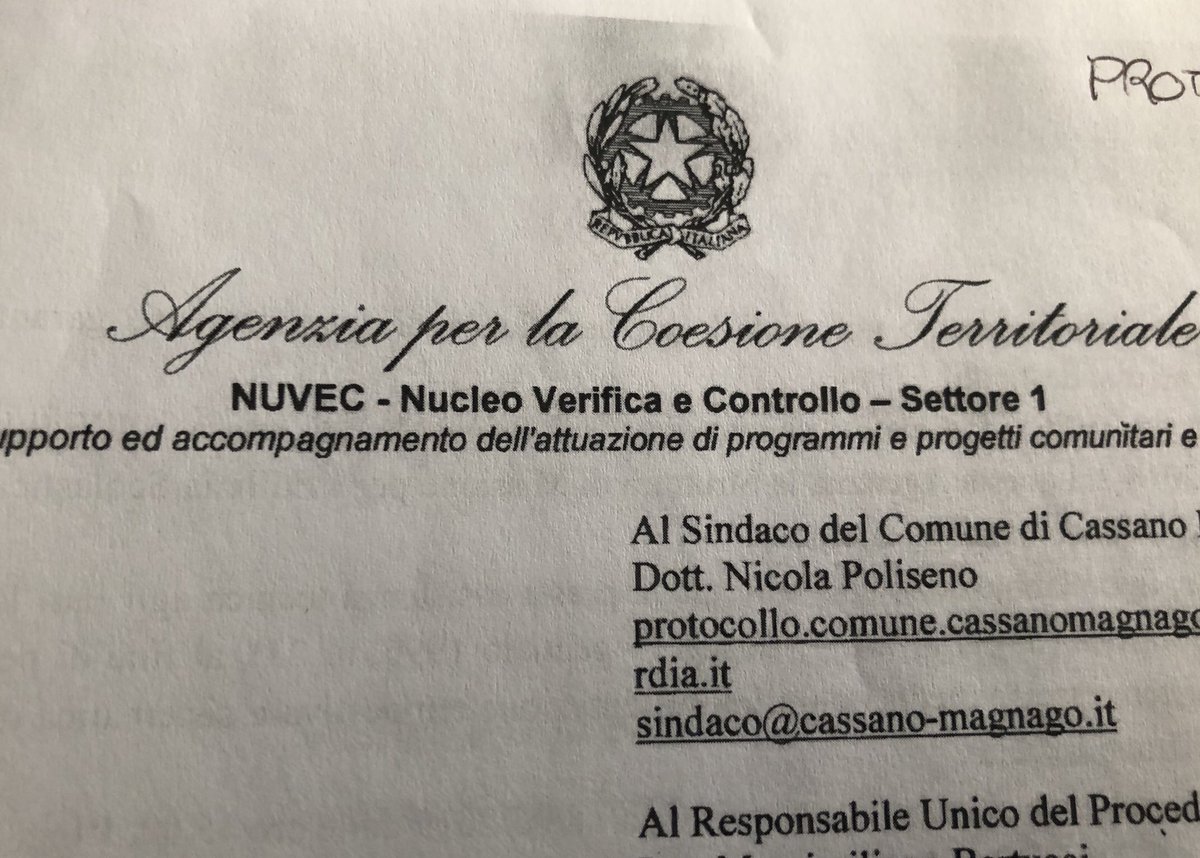 PROT
REPVBBLICA ITALIANA
Agenzia per la Coesione Territoriale
NUVEC - Nucleo Verifica e Controllo – Settore 1
upporto ed accompagnamento dell'attuazione di programmi e progetti comunitari e
Al Sindaco del Comune di Cassano
Dott. Nicola Poliseno
protocollo.comune.cassanomagnago
rdia.it
sindaco@cassano-magnago.it
Al Responsabile Unico del Proced